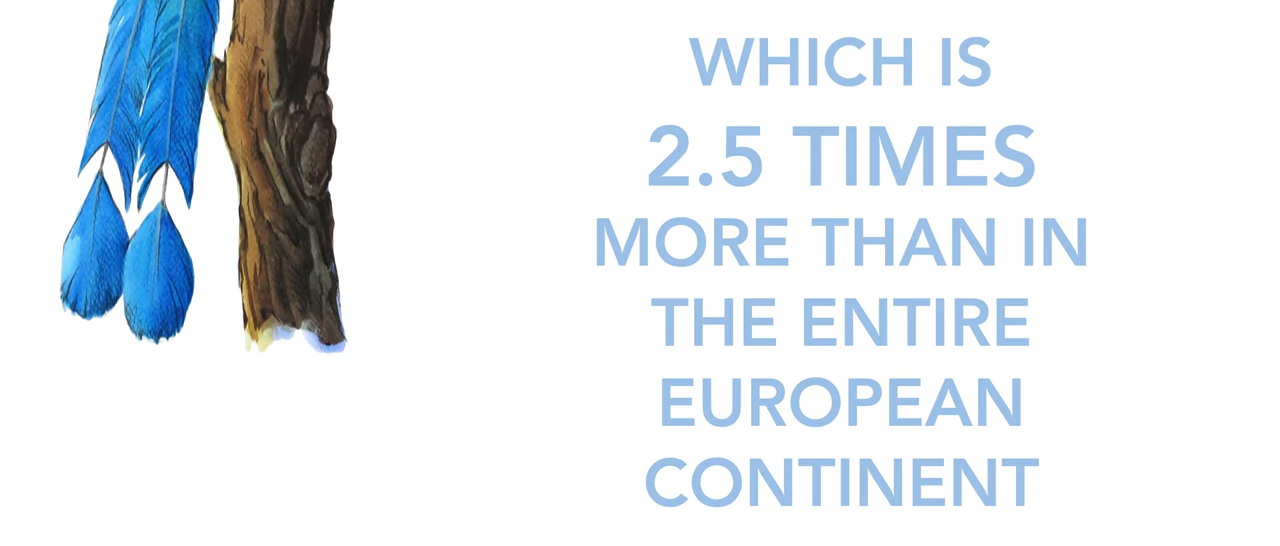 WHICH IS
2.5 TIMES
MORE THAN IN
THE ENTIRE
EUROPEAN
CONTINENT